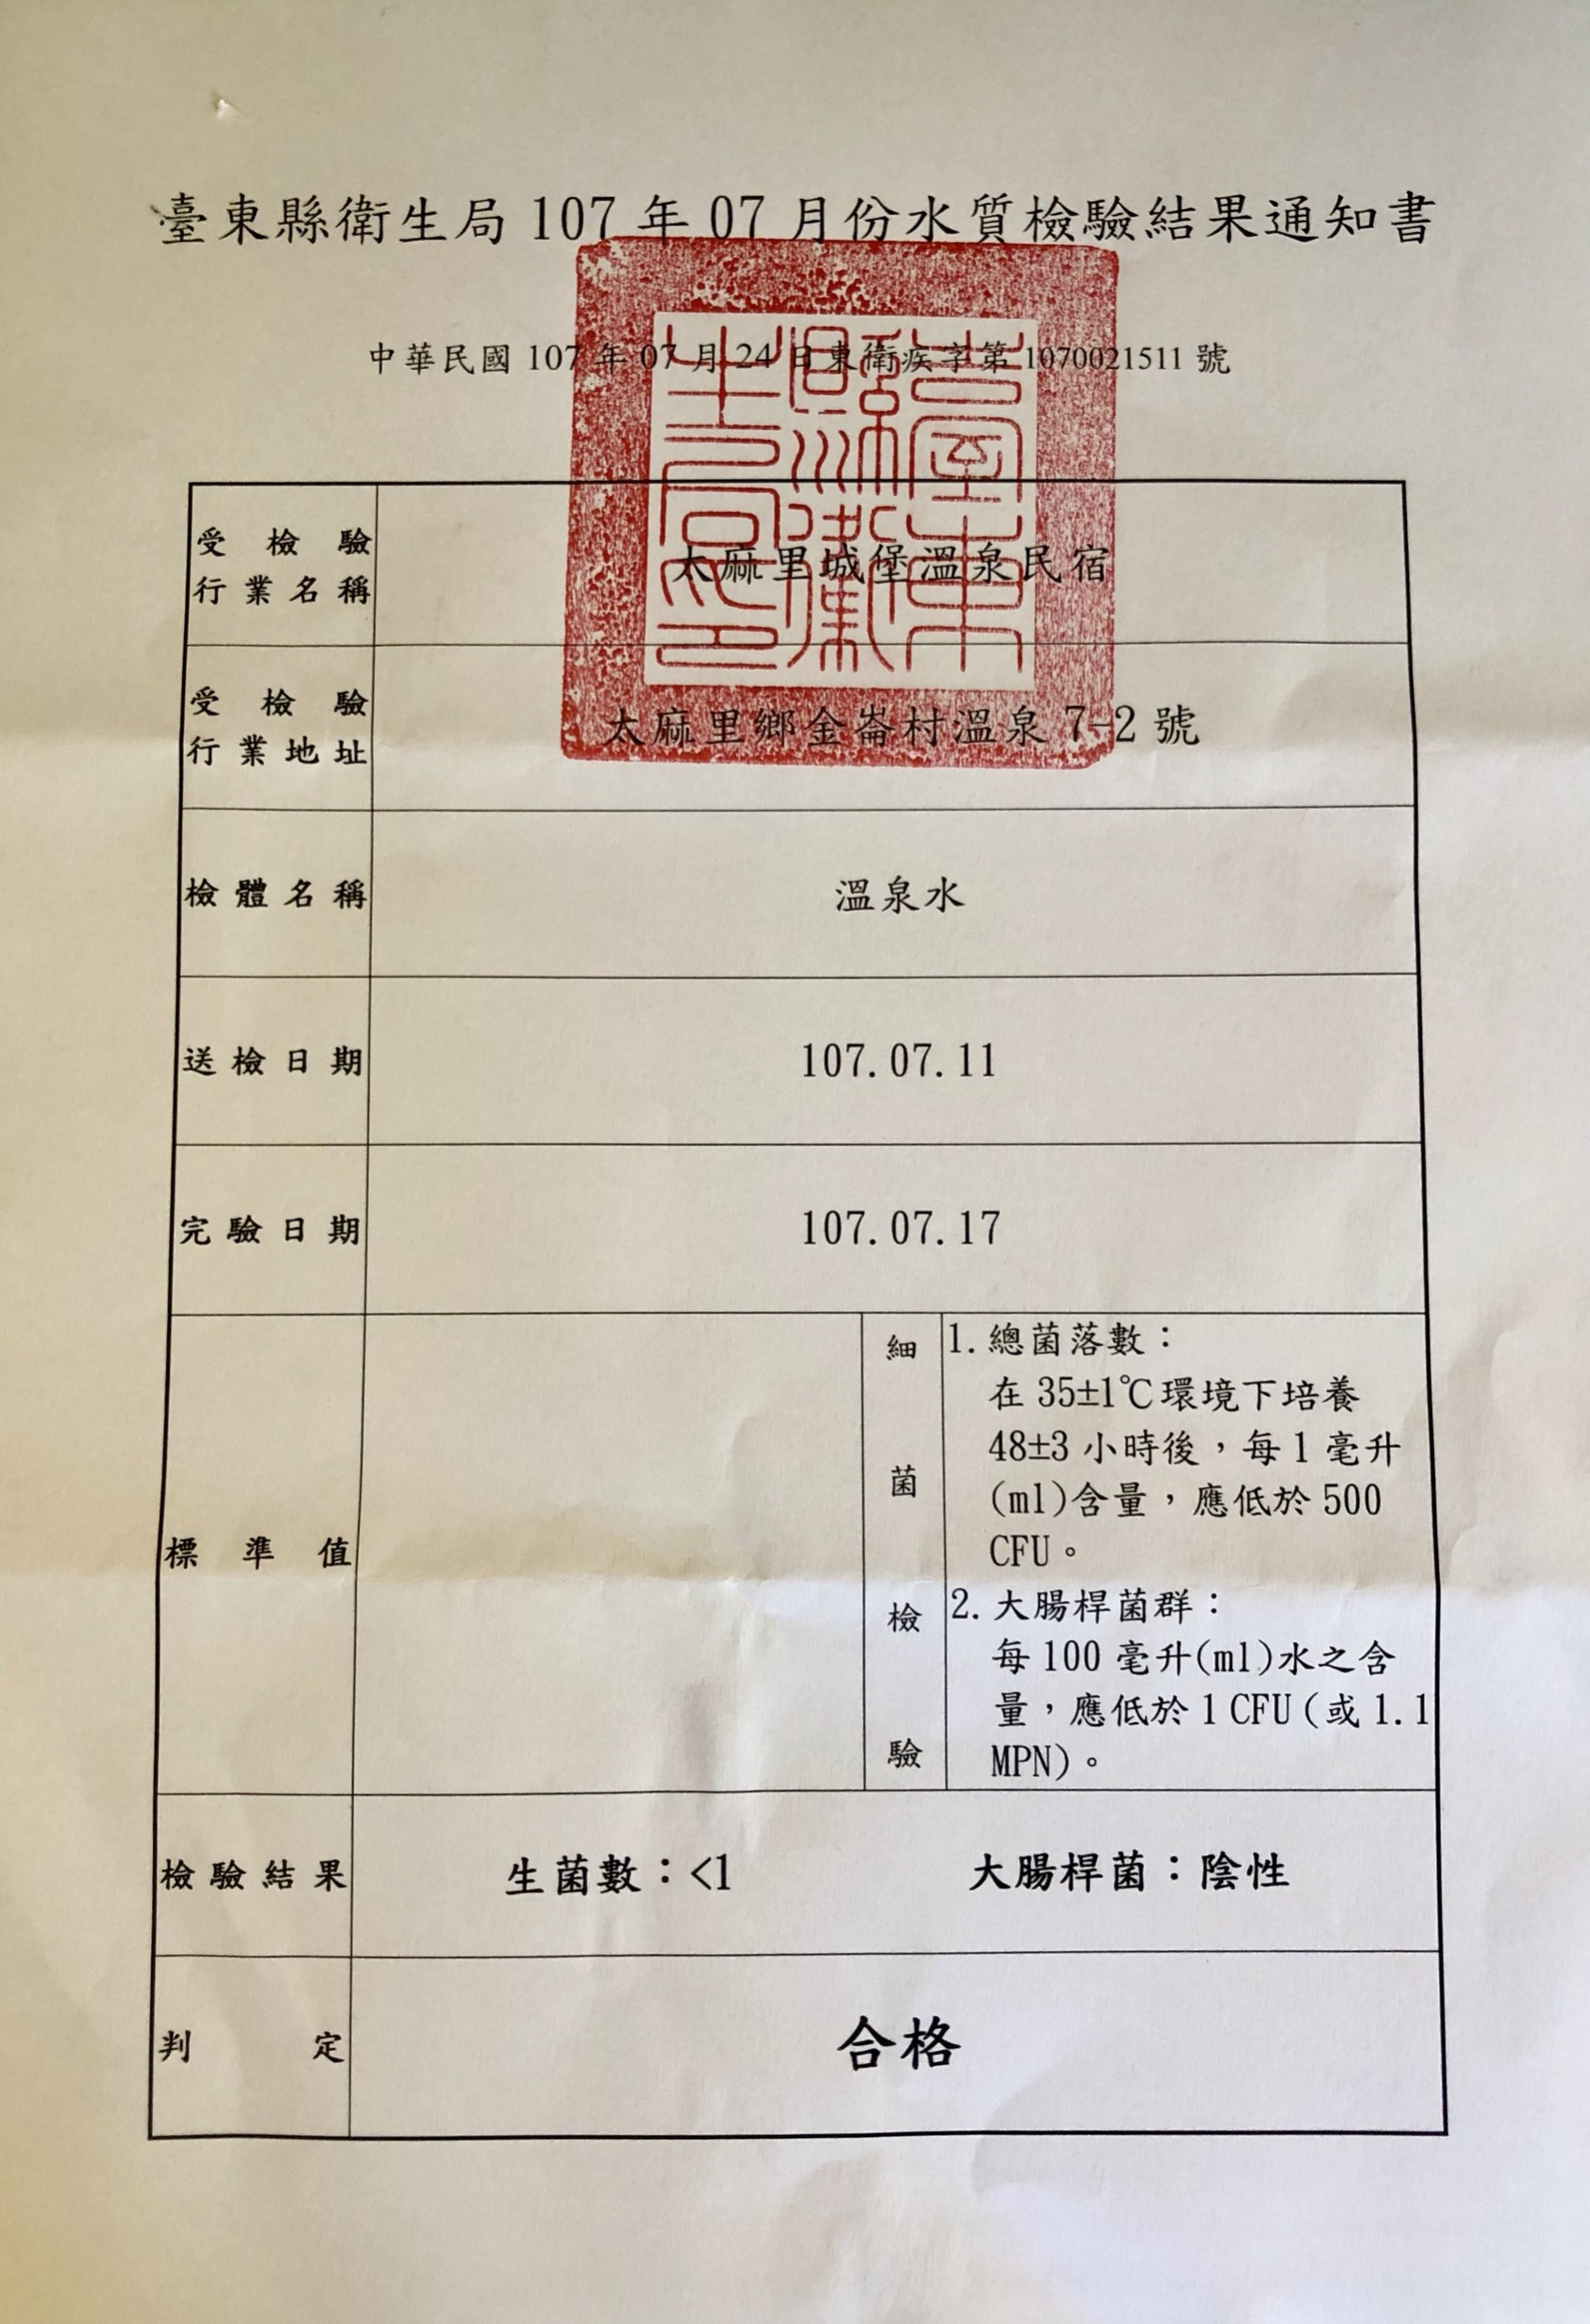 臺東縣衛生局 107 年 07 月份水質檢驗結果通知書
中華民國 107 年 07 月 24 日東衛疾字第 1070021511 號
臺東縣衛生局印
受檢驗
行業名稱
太麻里城堡溫泉民宿
受檢驗
行業地址
太麻里鄉金崙村溫泉 7-2 號
檢體名稱
溫泉水
送檢日期
107.07.11
完驗日期
107.07.17
標準值
細菌檢驗
1. 總菌落數：
在 35±1℃環境下培養
48±3 小時後，每 1 毫升
(ml)含量，應低於 500
CFU。
2. 大腸桿菌群：
每 100 毫升(ml)水之含
量，應低於 1 CFU(或 1.1
MPN)。
檢驗結果
生菌數：<1 大腸桿菌：陰性
判定
合格